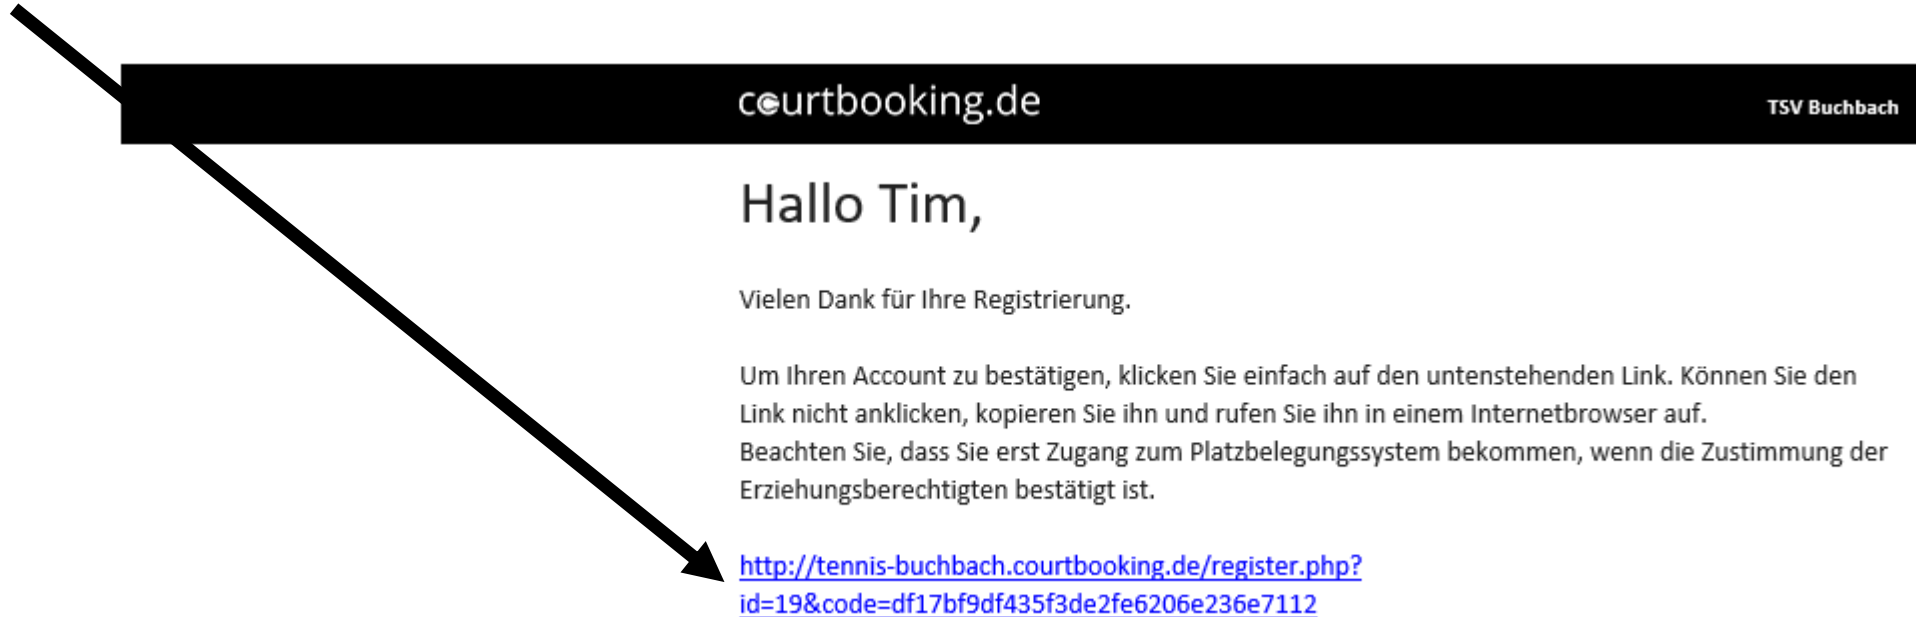 courtbooking.de
TSV Buchbach
Hallo Tim,
Vielen Dank für Ihre Registrierung.
Um Ihren Account zu bestätigen, klicken Sie einfach auf den untenstehenden Link. Können Sie den
Link nicht anklicken, kopieren Sie ihn und rufen Sie ihn in einem Internetbrowser auf.
Beachten Sie, dass Sie erst Zugang zum Platzbelegungssystem bekommen, wenn die Zustimmung der
Erziehungsberechtigten bestätigt ist.
http://tennis-buchbach.courtbooking.de/register.php?
id=19&code=df17bf9df435f3de2fe6206e236e7112